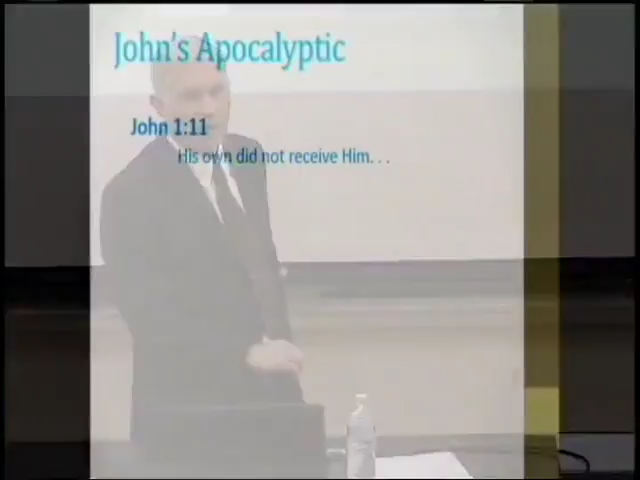 John's Apocalyptic
John 1:11
His own did not receive Him. . .